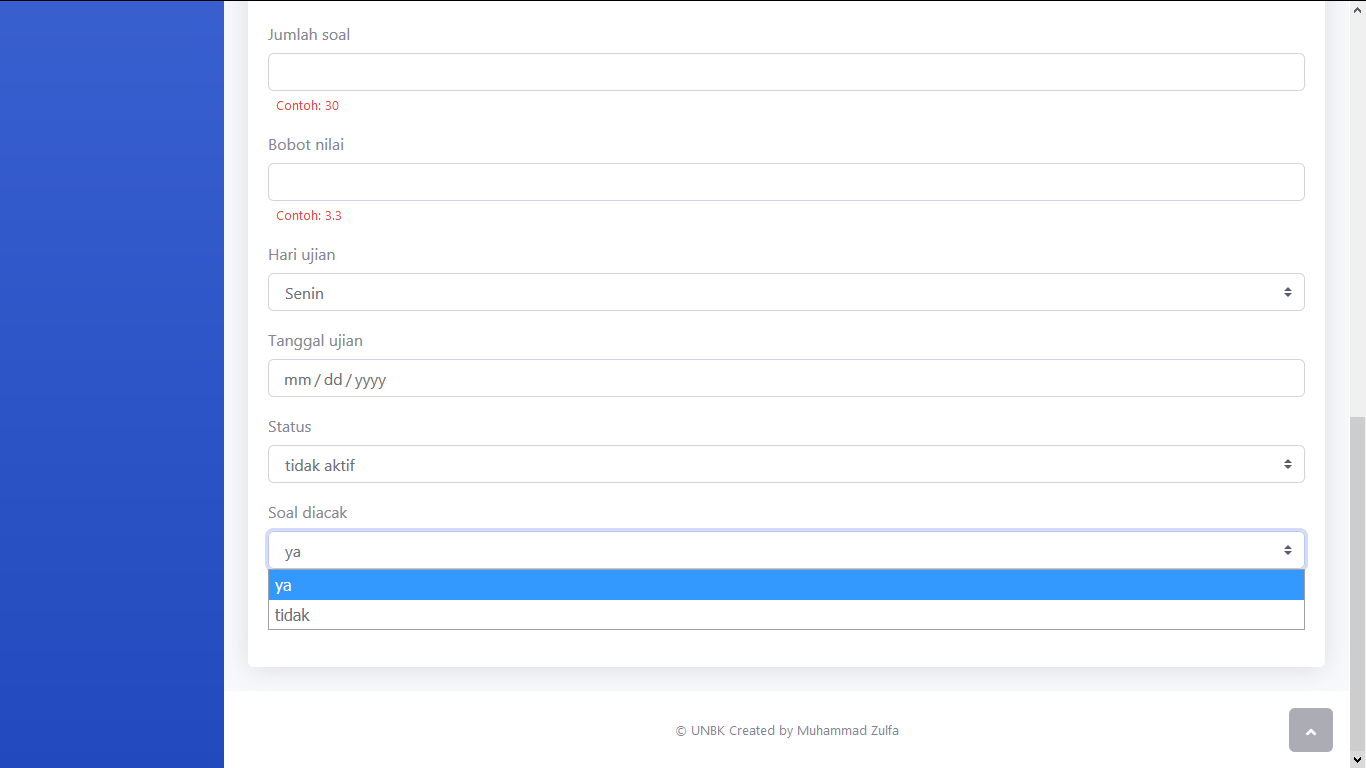 Jumlah soal
Contoh: 30
Bobot nilai
Contoh: 3.3
Hari ujian
Senin
Tanggal ujian
mm / dd / yyyy
Status
tidak aktif
Soal diacak
ya
ya
tidak
© UNBK Created by Muhammad Zulfa